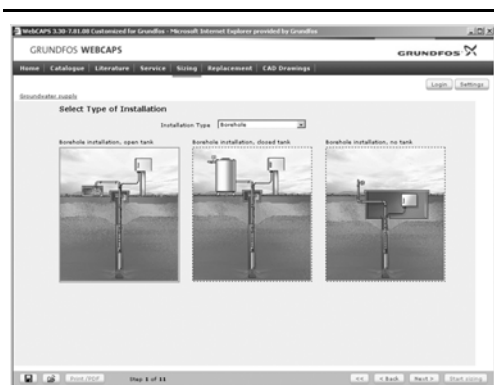 WebCAPS 3.30-7.01.08 Customized for Grundfos - Microsoft Internet Explorer provided by Grundfos
GRUNDFOS WEBCAPS
GRUNDFOS
Home Catalogue Literature Service Sizing Replacement CAD Drawings
Login Settings
Groundwater supply
Select Type of Installation
Installation Type Borehole
Borehole installation, open tank Borehole installation, closed tank Borehole installation, no tank
Print /PDF Step 1 of 11 << < Back Next > Start sizing